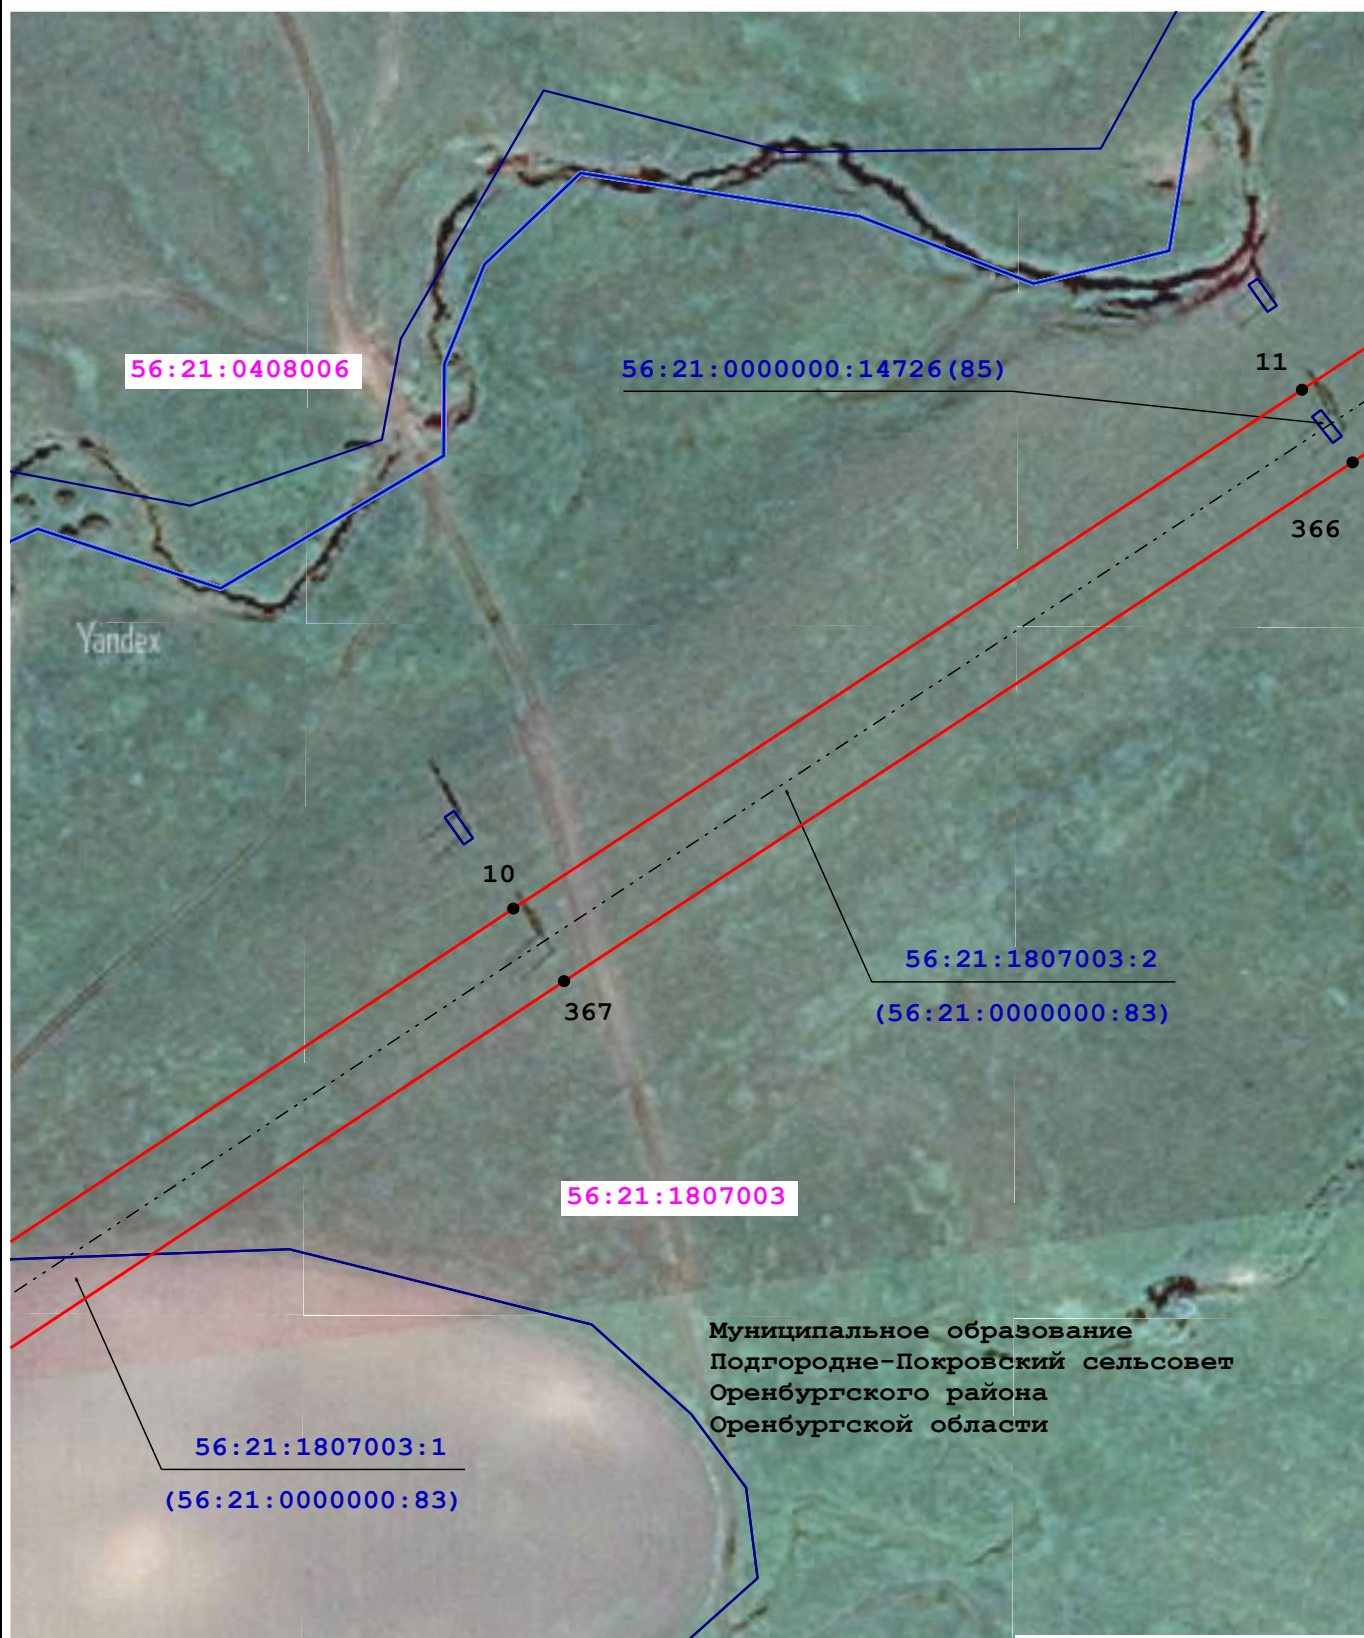 56:21:0408006
56:21:0000000:14726(85)
11
366
Yandex
10
367
56:21:1807003:2
(56:21:0000000:83)
56:21:1807003
Муниципальное образование
Подгородне-Покровский сельсовет
Оренбургского района
Оренбургской области
56:21:1807003:1
(56:21:0000000:83)